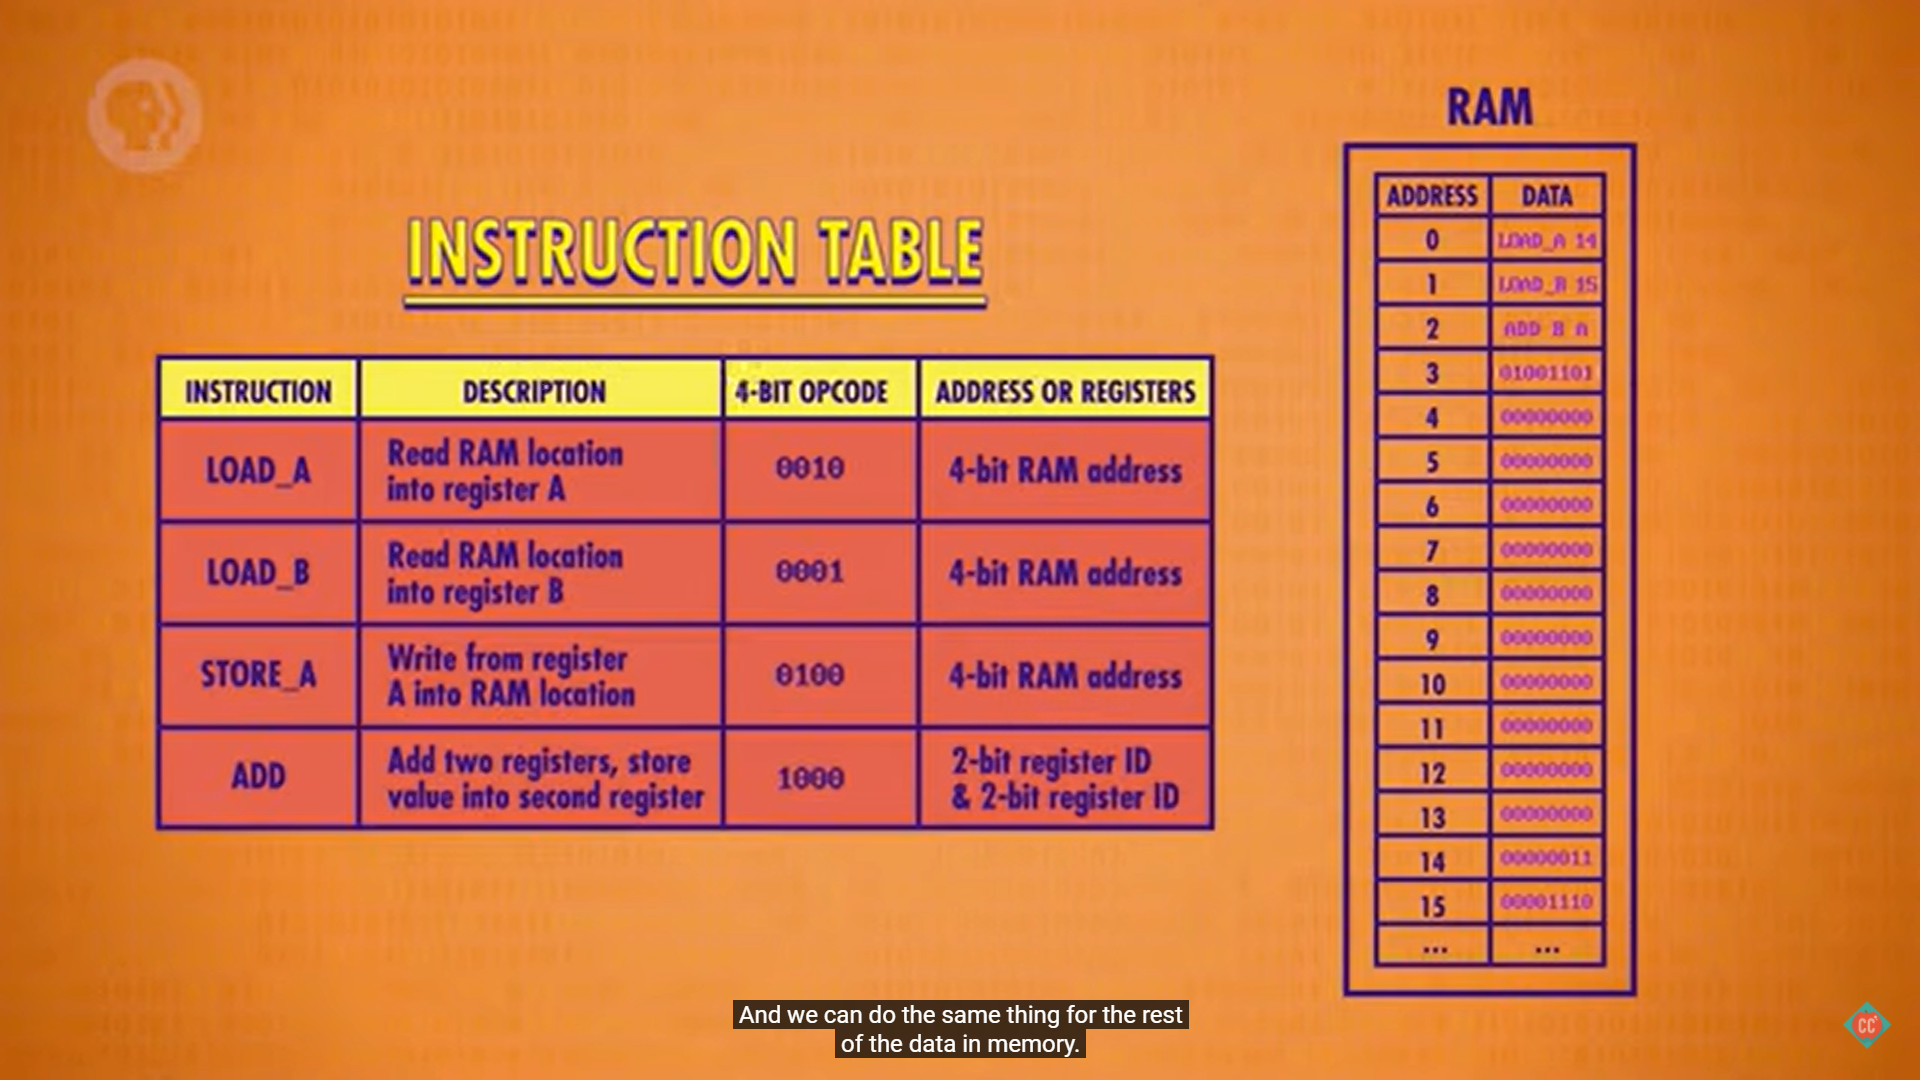 RAM
INSTRUCTION TABLE
INSTRUCTION DESCRIPTION 4-BIT OPCODE ADDRESS OR REGISTERS
LOAD_A Read RAM location into register A 0010 4-bit RAM address
LOAD_B Read RAM location into register B 0001 4-bit RAM address
STORE_A Write from register A into RAM location 0100 4-bit RAM address
ADD Add two registers, store value into second register 1000 2-bit register ID & 2-bit register ID
ADDRESS DATA
0 LOAD_A 14
1 LOAD_B 15
2 ADD B A
3 01001101
4 00000000
5 00000000
6 00000000
7 00000000
8 00000000
9 00000000
10 00000000
11 00000000
12 00000000
13 00000000
14 00000011
15 00001110
... ...
And we can do the same thing for the rest
of the data in memory.
CC